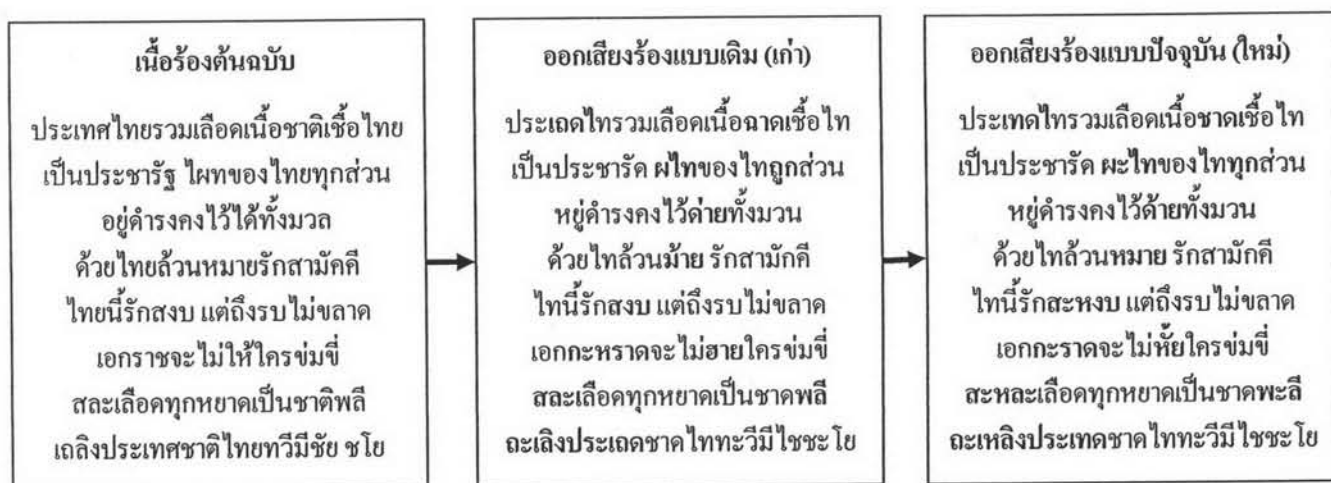 เนื้อร้องต้นฉบับ
ประเทศไทยรวมเลือดเนื้อชาติเชื้อไทย
เป็นประชารัฐ ไผทของไทยทุกส่วน
อยู่ดำรงคงไว้ได้ทั้งมวล
ด้วยไทยล้วนหมายรักสามัคคี
ไทยนี้รักสงบ แต่ถึงรบไม่ขลาด
เอกราชจะไม่ให้ใครข่มขี่
สละเลือดทุกหยาดเป็นชาติพลี
เถลิงประเทศชาติไทยทวีมีชัย ชโย
ออกเสียงร้องแบบเดิม (เก่า)
ประเถดไทรวมเลือดเนื้อฉาดเชื้อไท
เป็นประชารัด ผไทของไทถูกส่วน
หยู่ดำรงคงไว้ด่ายทั้งมวน
ด้วยไทล้วนม้าย รักสามักคี
ไทนี้รักสงบ แต่ถึงรบไม่ขลาด
เอกกะหราดจะไม่ฮายใครข่มขี่
สละเลือดทุกหยาดเป็นชาดพลี
ถะเลิงประเถดชาดไททะวีมีไชชะโย
ออกเสียงร้องแบบปัจจุบัน (ใหม่)
ประเทดไทรวมเลือดเนื้อชาดเชื้อไท
เป็นประชารัด ผะไทของไททุกส่วน
หยู่ดำรงคงไว้ด้ายทั้งมวน
ด้วยไทล้วนหมาย รักสามักคี
ไทนี้รักสะหงบ แต่ถึงรบไม่ขลาด
เอกกะราดจะไม่หั้ยใครข่มขี่
สะหละเลือดทุกหยาดเป็นชาดพะลี
ถะเหลิงประเทดชาดไททะวีมีไชชะโย